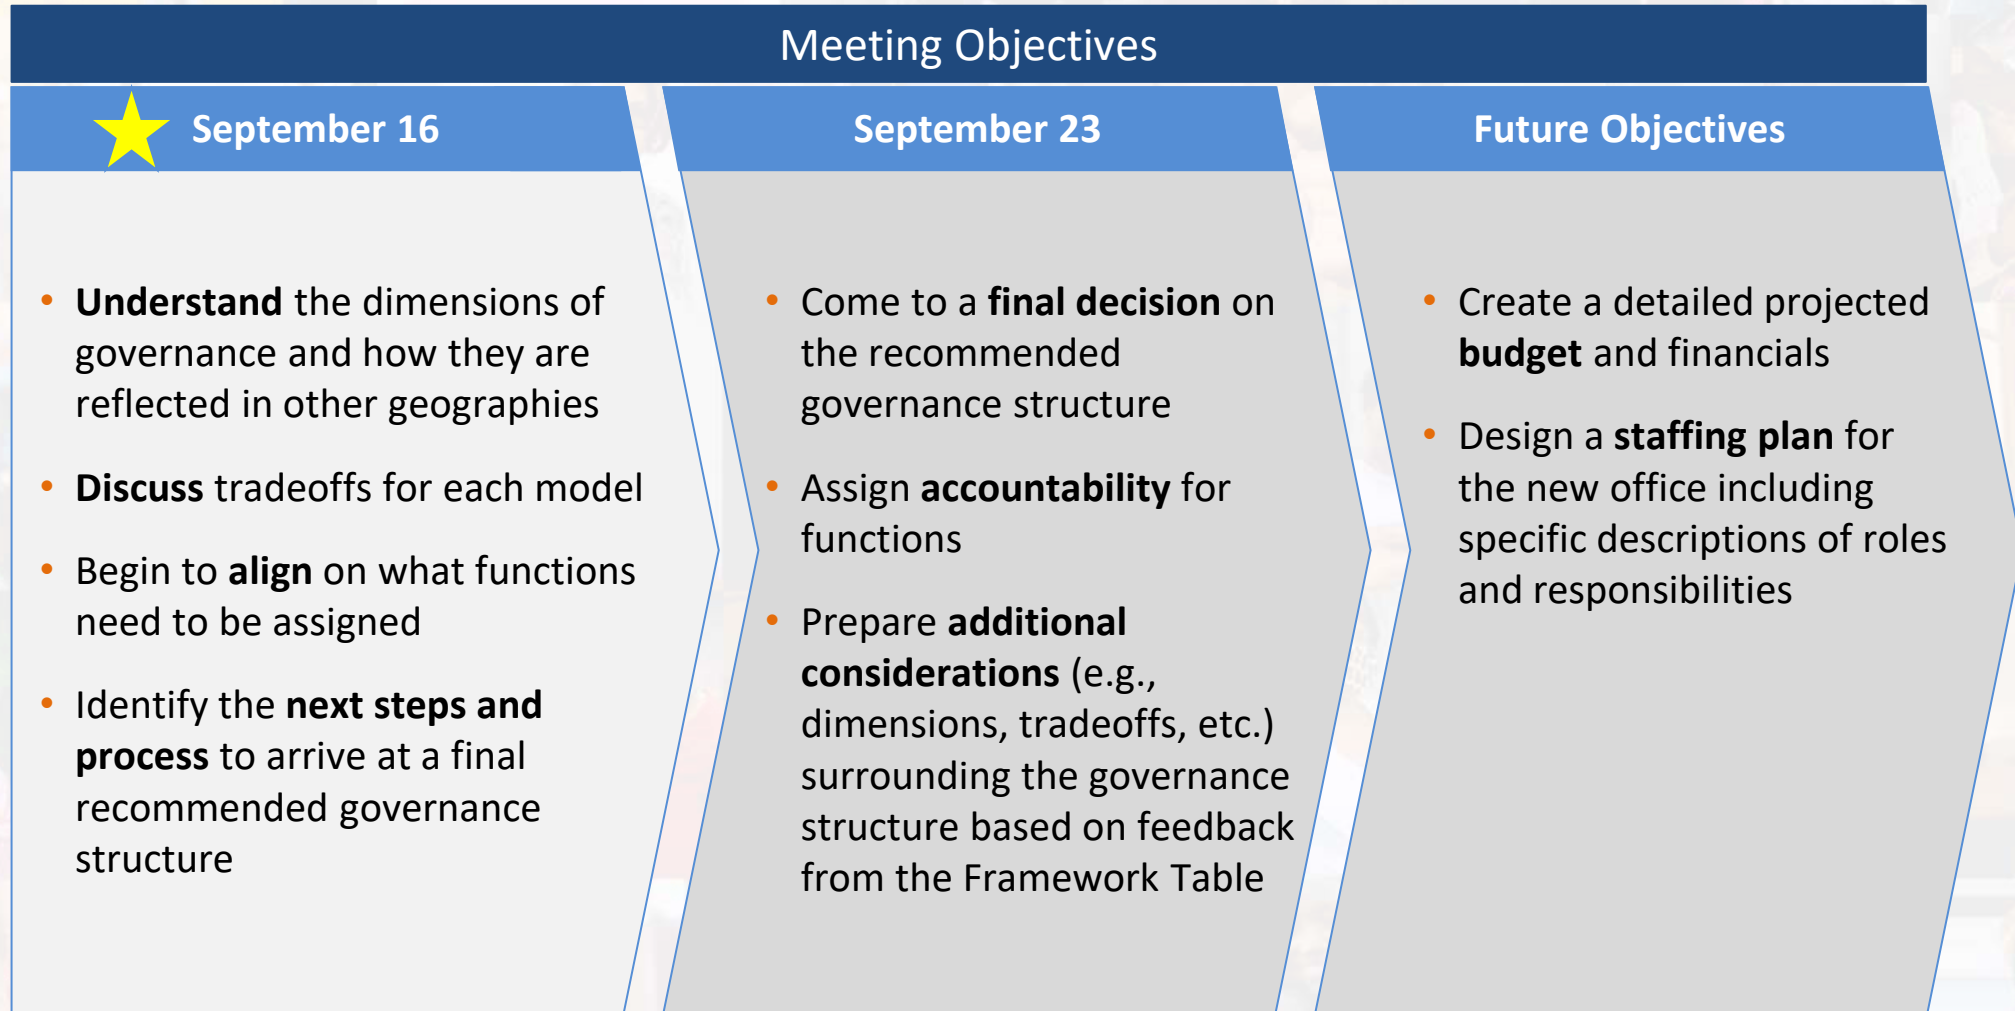 Meeting Objectives
September 16
• Understand the dimensions of
governance and how they are
reflected in other geographies
• Discuss tradeoffs for each model
• Begin to align on what functions
need to be assigned
• Identify the next steps and
process to arrive at a final
recommended governance
structure
September 23
• Come to a final decision on
the recommended
governance structure
• Assign accountability for
functions
• Prepare additional
considerations (e.g.,
dimensions, tradeoffs, etc.)
surrounding the governance
structure based on feedback
from the Framework Table
Future Objectives
• Create a detailed projected
budget and financials
• Design a staffing plan for
the new office including
specific descriptions of roles
and responsibilities